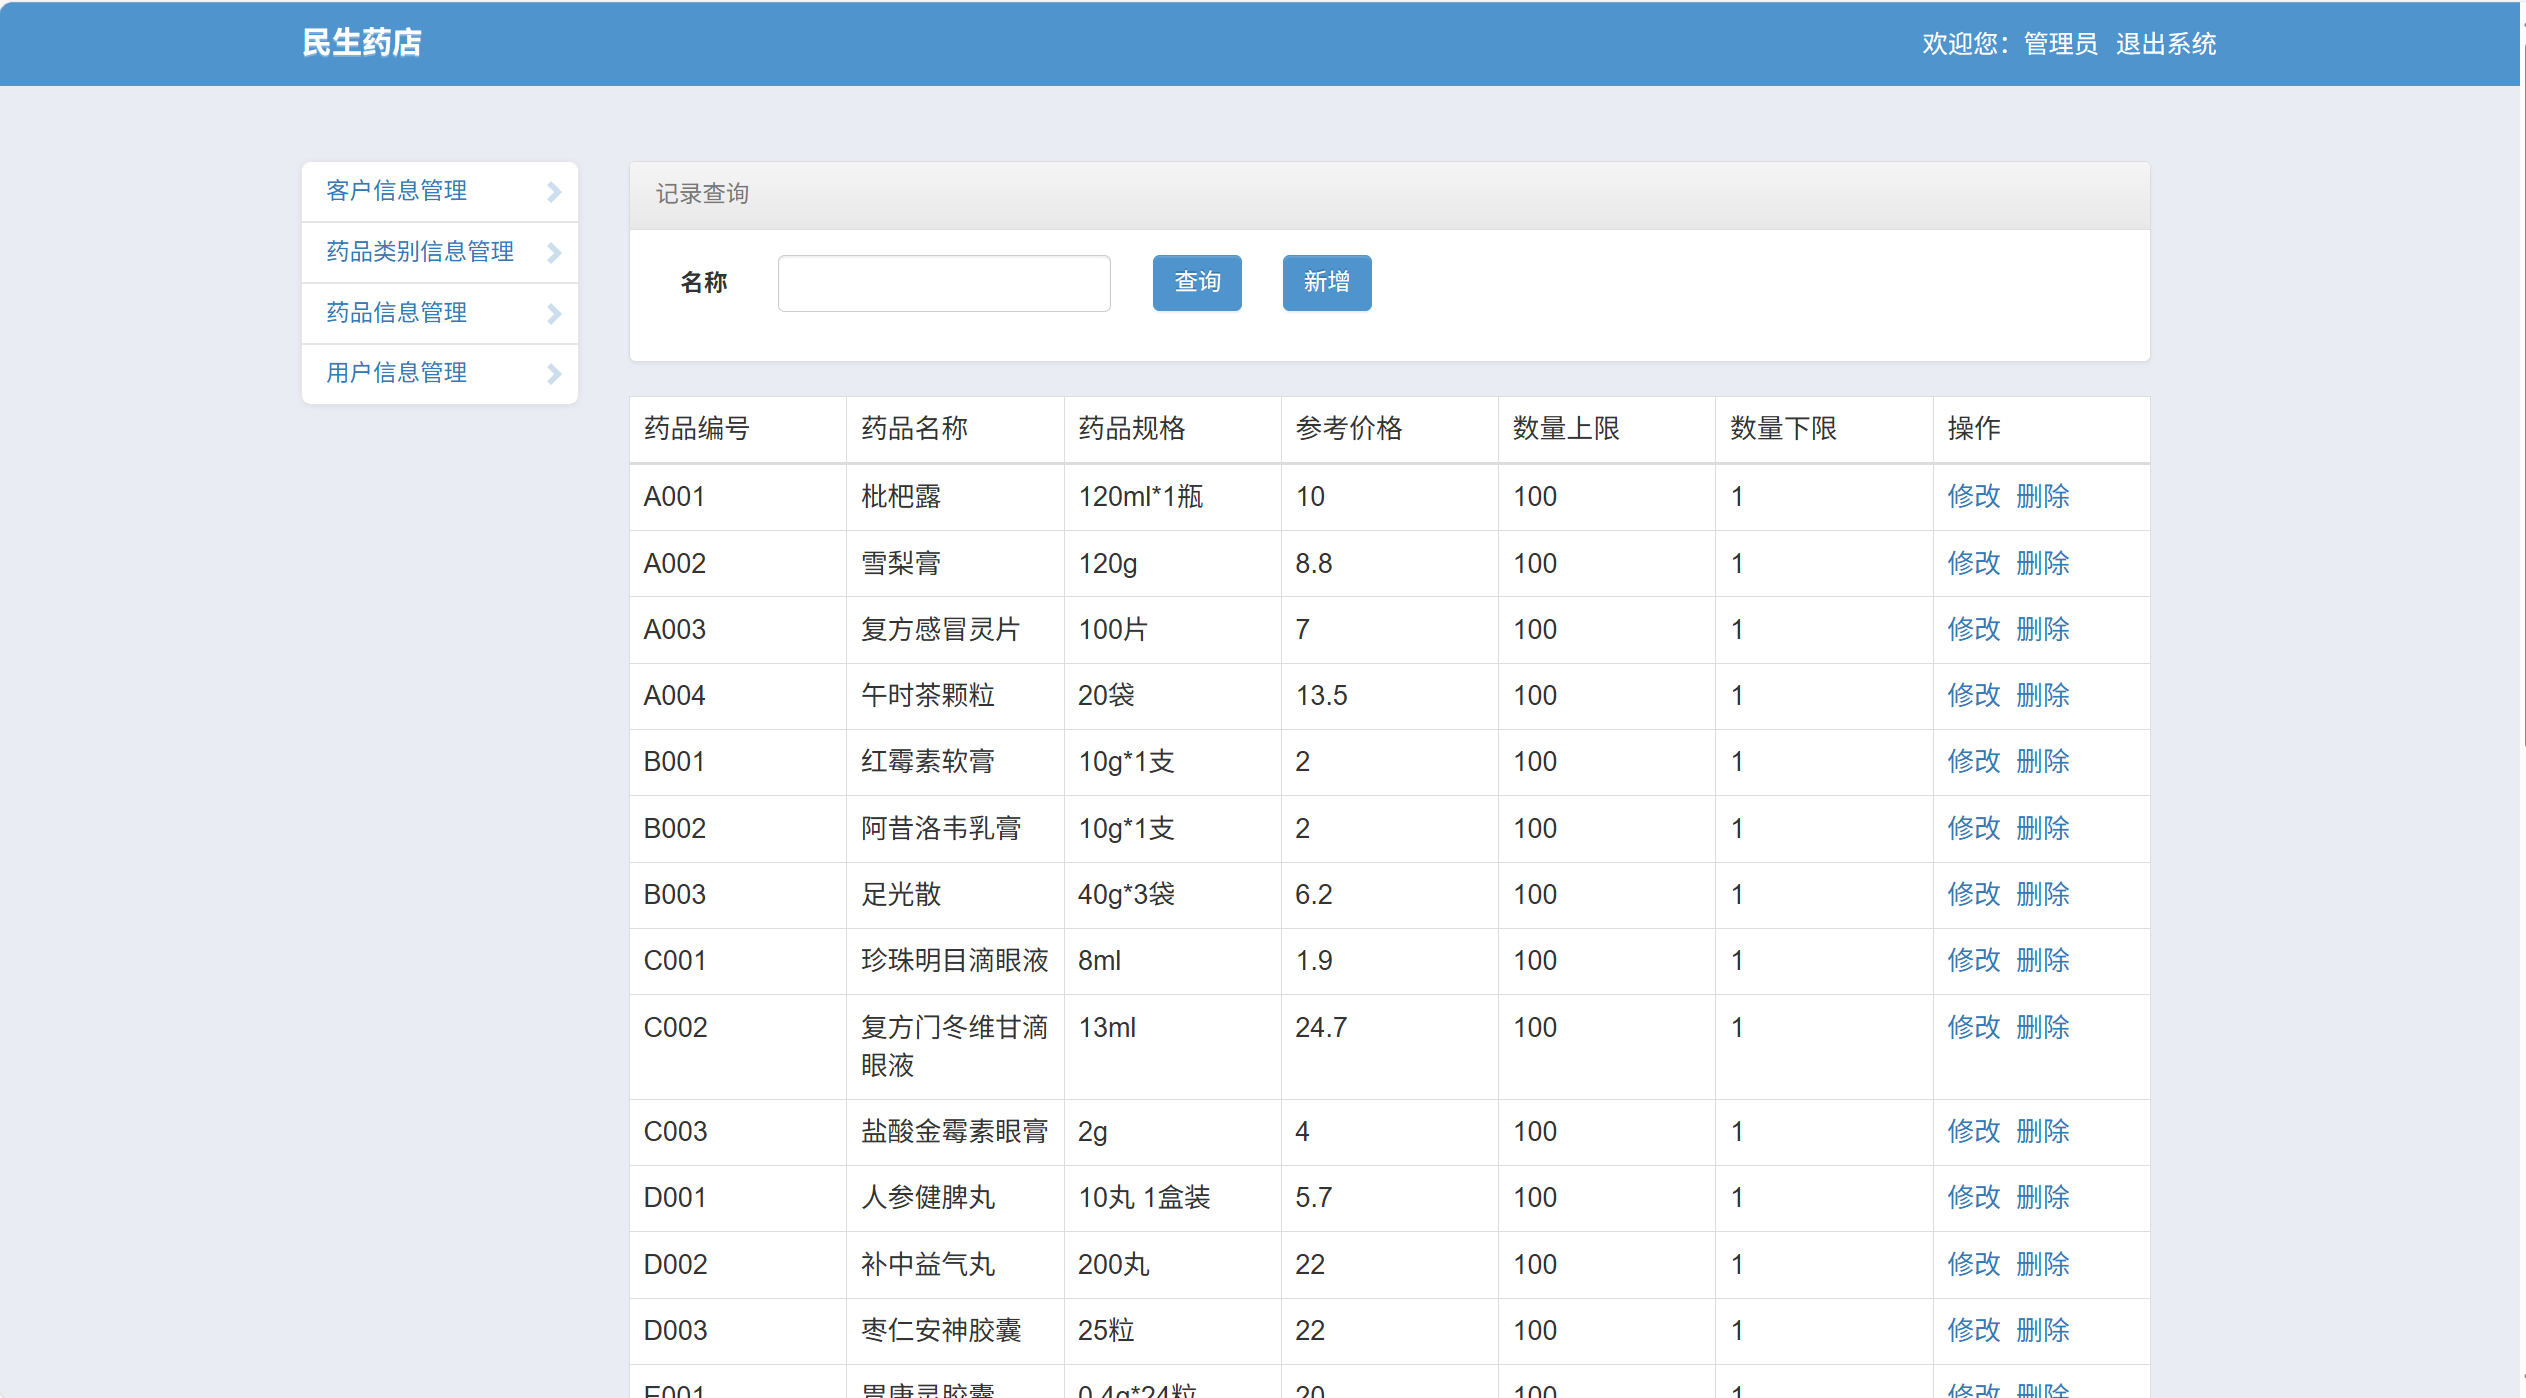 民生药店
欢迎您：管理员 退出系统
客户信息管理
药品类别信息管理
药品信息管理
用户信息管理
记录查询
名称 查询 新增
药品编号 药品名称 药品规格 参考价格 数量上限 数量下限 操作
A001 枇杷露 120ml*1瓶 10 100 1 修改 删除
A002 雪梨膏 120g 8.8 100 1 修改 删除
A003 复方感冒灵片 100片 7 100 1 修改 删除
A004 午时茶颗粒 20袋 13.5 100 1 修改 删除
B001 红霉素软膏 10g*1支 2 100 1 修改 删除
B002 阿昔洛韦乳膏 10g*1支 2 100 1 修改 删除
B003 足光散 40g*3袋 6.2 100 1 修改 删除
C001 珍珠明目滴眼液 8ml 1.9 100 1 修改 删除
C002 复方门冬维甘滴 13ml 24.7 100 1 修改 删除
眼液
C003 盐酸金霉素眼膏 2g 4 100 1 修改 删除
D001 人参健脾丸 10丸 1盒装 5.7 100 1 修改 删除
D002 补中益气丸 200丸 22 100 1 修改 删除
D003 枣仁安神胶囊 25粒 22 100 1 修改 删除
E001 胃康灵胶囊 0.4g*24粒 20 100 1 修改 删除